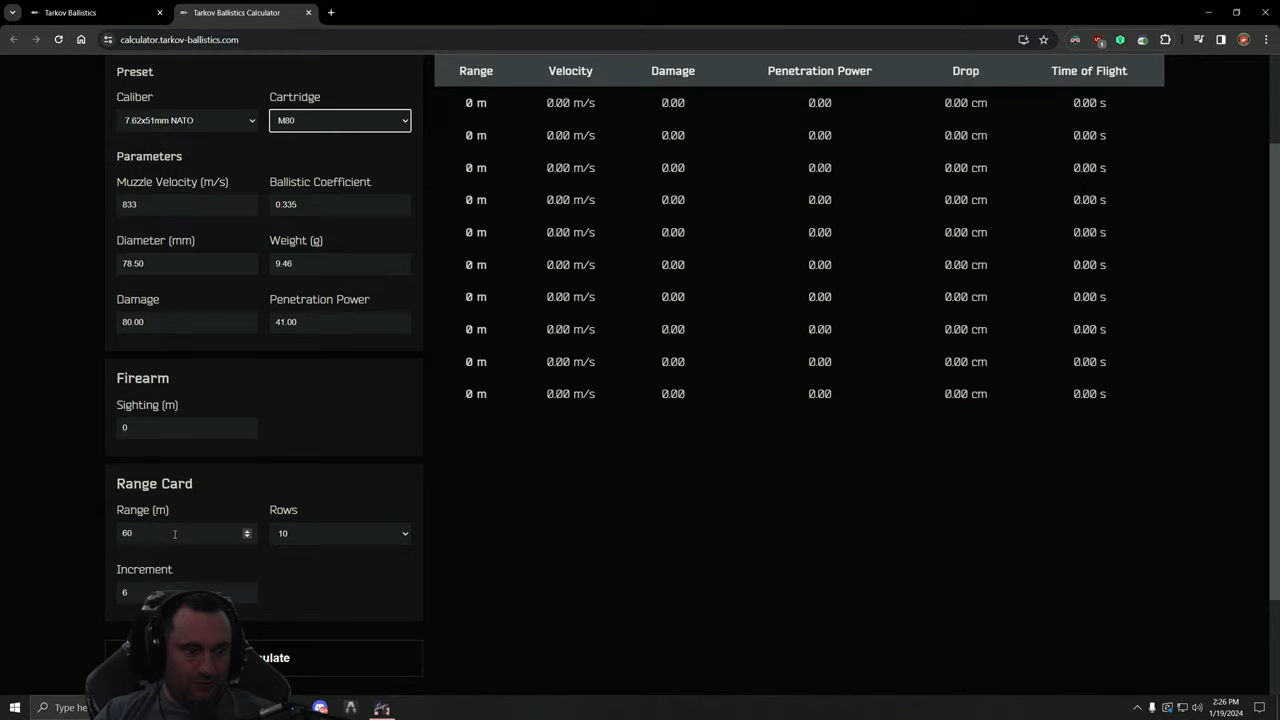 Tarkov Ballistics
Tarkov Ballistics Calculator
calculator.tarkov-ballistics.com
Preset
Caliber
Cartridge
7.62x51mm NATO
M80
Parameters
Muzzle Velocity (m/s)
Ballistic Coefficient
833
0.335
Diameter (mm)
Weight (g)
78.50
9.46
Damage
Penetration Power
80.00
41.00
Firearm
Sighting (m)
0
Range Card
Range (m)
Rows
60
10
Increment
6
Range Velocity Damage Penetration Power Drop Time of Flight
0 m 0.00 m/s 0.00 0.00 0.00 cm 0.00 s
0 m 0.00 m/s 0.00 0.00 0.00 cm 0.00 s
0 m 0.00 m/s 0.00 0.00 0.00 cm 0.00 s
0 m 0.00 m/s 0.00 0.00 0.00 cm 0.00 s
0 m 0.00 m/s 0.00 0.00 0.00 cm 0.00 s
0 m 0.00 m/s 0.00 0.00 0.00 cm 0.00 s
0 m 0.00 m/s 0.00 0.00 0.00 cm 0.00 s
0 m 0.00 m/s 0.00 0.00 0.00 cm 0.00 s
0 m 0.00 m/s 0.00 0.00 0.00 cm 0.00 s
0 m 0.00 m/s 0.00 0.00 0.00 cm 0.00 s
ulate
Type he
2:26 PM
1/19/2024